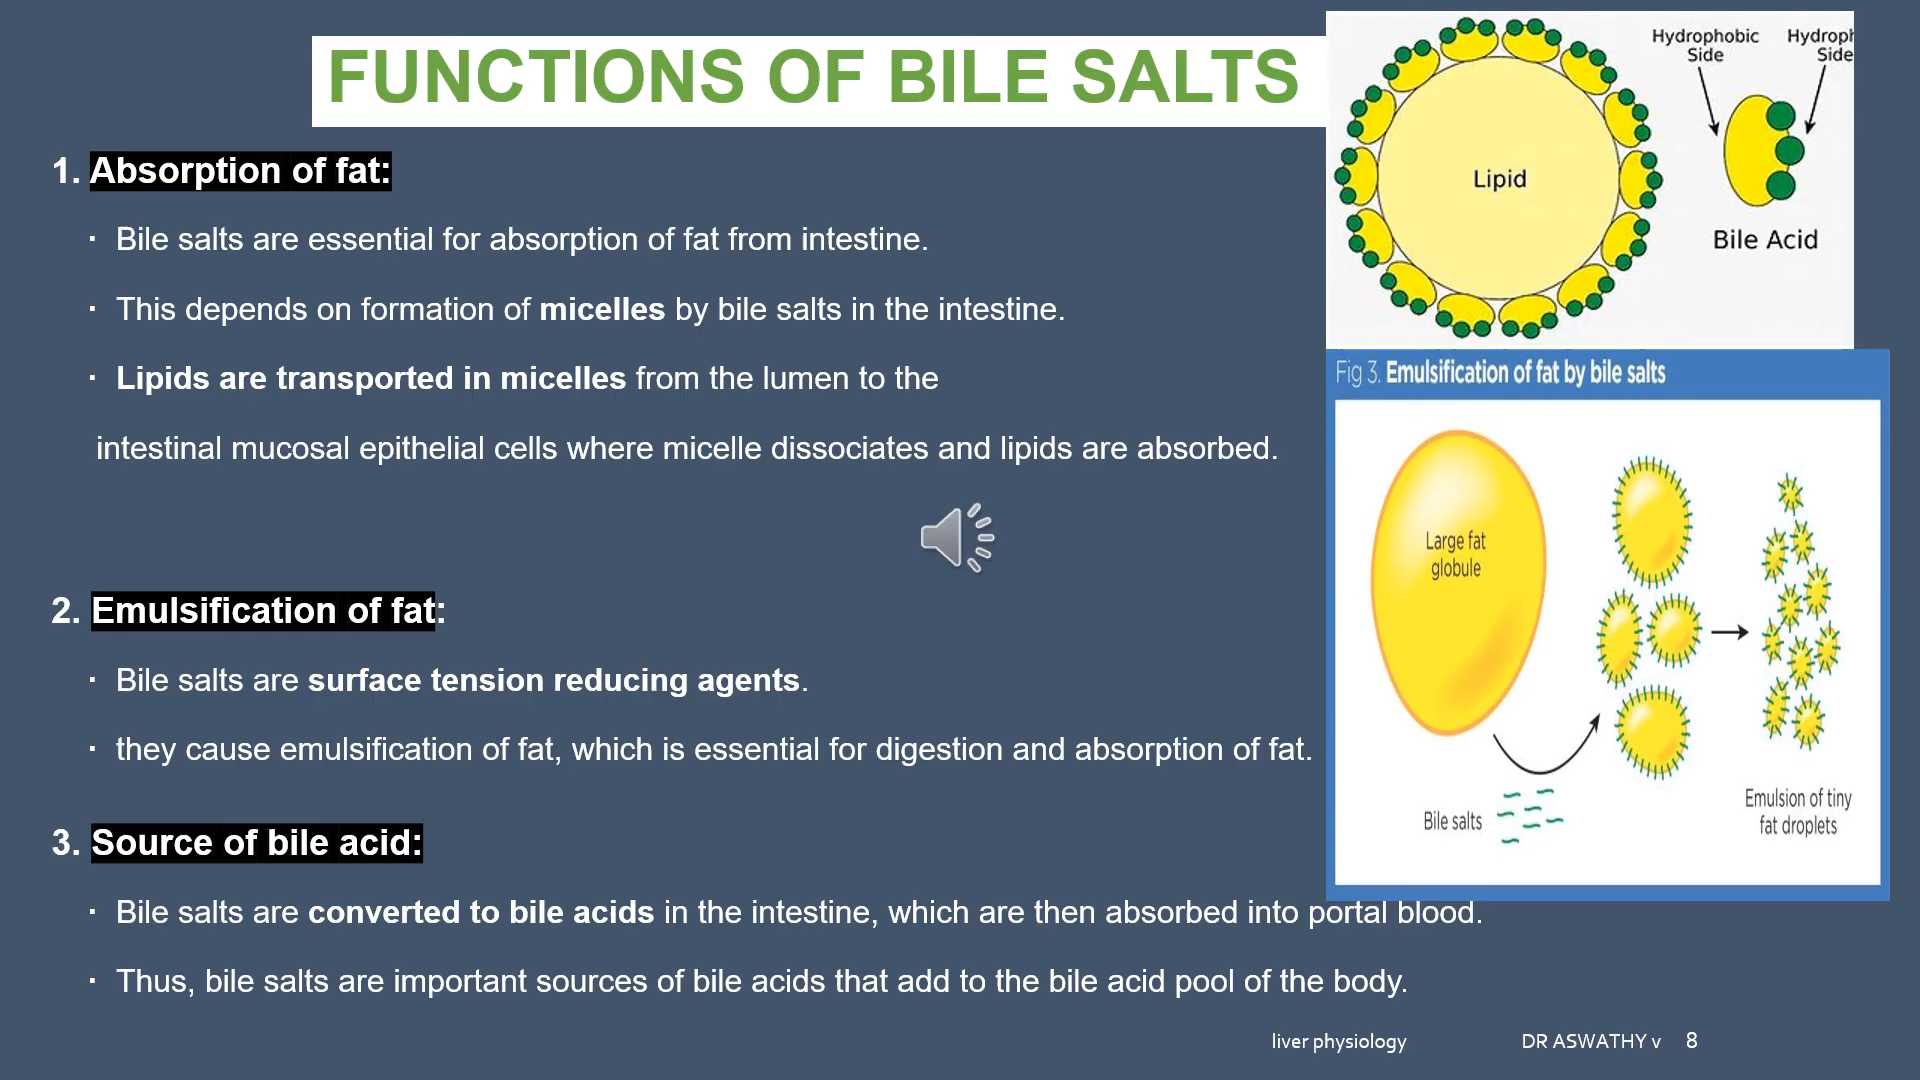 FUNCTIONS OF BILE SALTS
1. Absorption of fat:
· Bile salts are essential for absorption of fat from intestine.
· This depends on formation of micelles by bile salts in the intestine.
· Lipids are transported in micelles from the lumen to the
intestinal mucosal epithelial cells where micelle dissociates and lipids are absorbed.
2. Emulsification of fat:
· Bile salts are surface tension reducing agents.
· they cause emulsification of fat, which is essential for digestion and absorption of fat.
3. Source of bile acid:
· Bile salts are converted to bile acids in the intestine, which are then absorbed into portal blood.
· Thus, bile salts are important sources of bile acids that add to the bile acid pool of the body.
Hydrophobic
Side
Hydroph
Side
Lipid
Bile Acid
Fig 3. Emulsification of fat by bile salts
Large fat
globule
Bile salts
Emulsion of tiny
fat droplets
liver physiology DR ASWATHY v 8